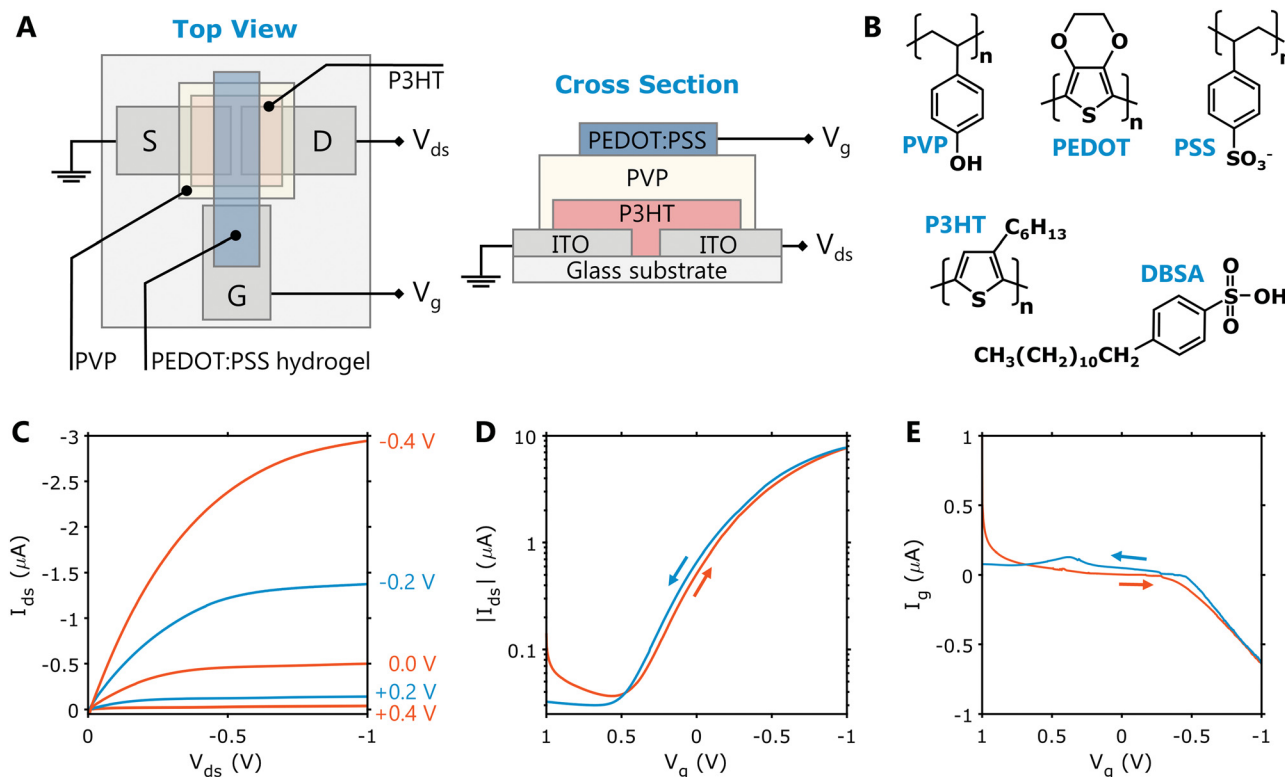 A
Top View
P3HT
S
D
V_ds
G
V_g
PVP
PEDOT:PSS hydrogel
Cross Section
PEDOT:PSS
V_g
PVP
P3HT
ITO
ITO
V_ds
Glass substrate
B
n
OH
PVP
O
O
S
n
PEDOT
n
SO₃⁻
PSS
P3HT
C₆H₁₃
S
n
DBSA
O
S
OH
O
CH₃(CH₂)₁₀CH₂
C
-3
-2.5
-2
-1.5
-1
-0.5
0
I_ds (μA)
0
-0.5
-1
V_ds (V)
-0.4 V
-0.2 V
0.0 V
+0.2 V
+0.4 V
D
10
1
0.1
|I_ds| (μA)
1
0.5
0
-0.5
-1
V_g (V)
E
1
0.5
0
-0.5
-1
I_g (μA)
1
0.5
0
-0.5
-1
V_g (V)